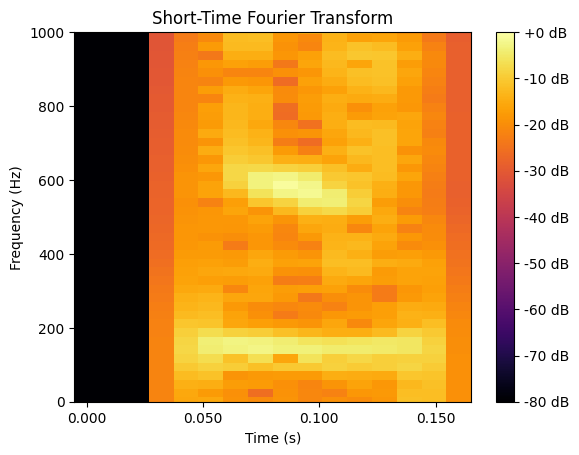 Short-Time Fourier Transform
Frequency (Hz)
1000
800
600
400
200
0
0.000
0.050
0.100
0.150
Time (s)
+0 dB
-10 dB
-20 dB
-30 dB
-40 dB
-50 dB
-60 dB
-70 dB
-80 dB